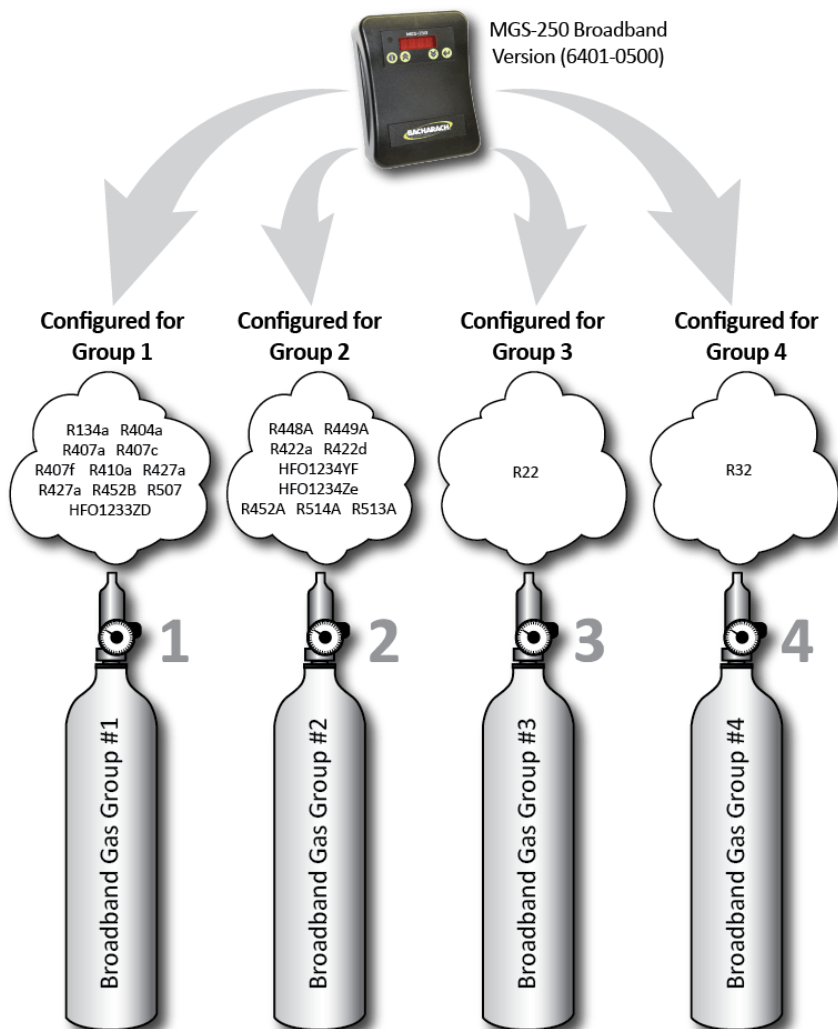 MGS-250 Broadband
Version (6401-0500)
MGS-250
BACHARACH
Configured for
Group 1
Configured for
Group 2
Configured for
Group 3
Configured for
Group 4
R134a R404a
R407a R407c
R407f R410a R427a
R427a R452B R507
HFO1233ZD
R448A R449A
R422a R422d
HFO1234YF
HFO1234Ze
R452A R514A R513A
R22
R32
1
2
3
4
Broadband Gas Group #1
Broadband Gas Group #2
Broadband Gas Group #3
Broadband Gas Group #4